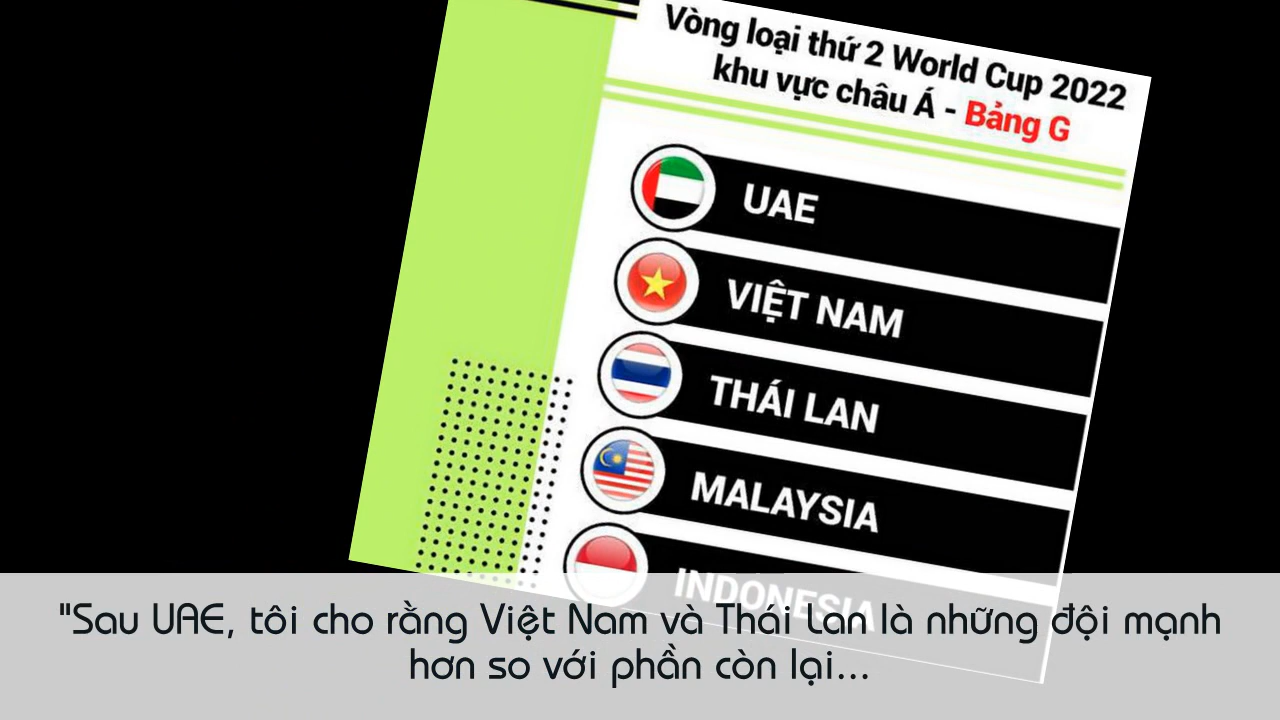 Vòng loại thứ 2 World Cup 2022
khu vực châu Á - Bảng G
UAE
VIỆT NAM
THÁI LAN
MALAYSIA
INDONESIA
"Sau UAE, tôi cho rằng Việt Nam và Thái Lan là những đội mạnh
hơn so với phần còn lại...